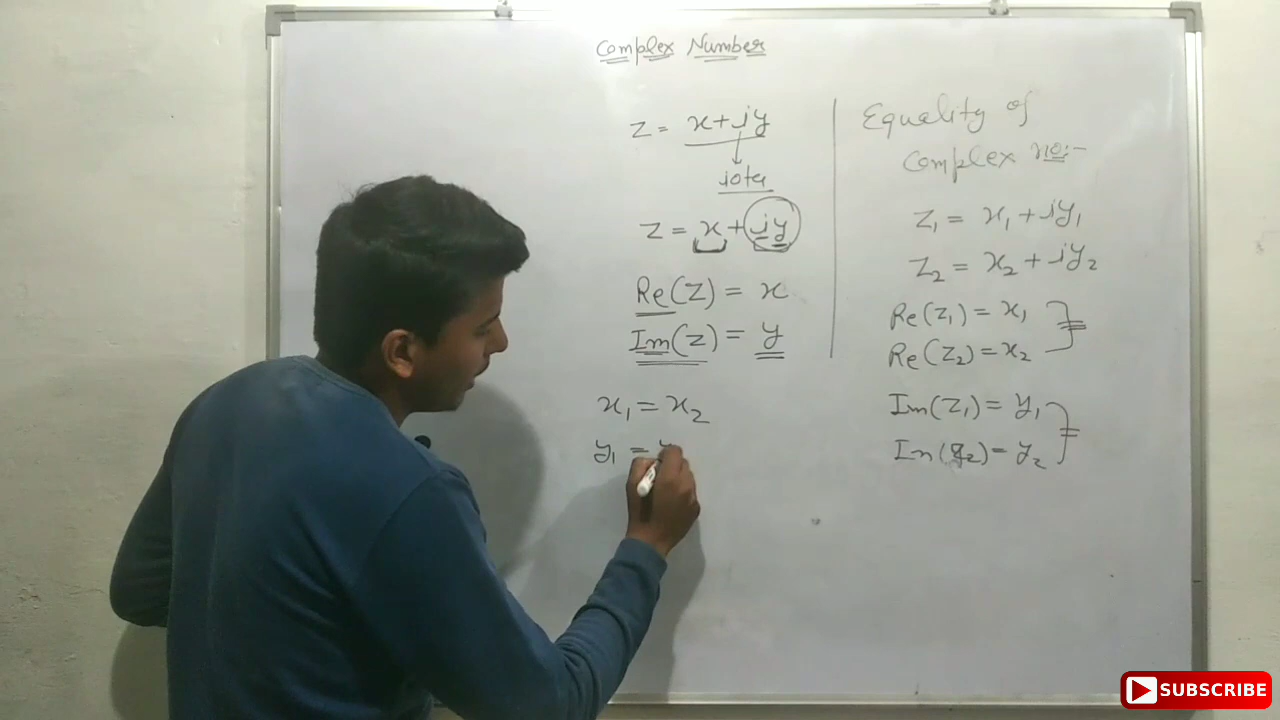 Complex Number
z = x + iy
iota
z = x + iy
Re(z) = x
Im(z) = y
x₁ = x₂
y₁ = y
Equality of
Complex no:-
z₁ = x₁ + iy₁
z₂ = x₂ + iy₂
Re(z₁) = x₁
Re(z₂) = x₂
Im(z₁) = y₁
Im(z₂) = y₂
SUBSCRIBE